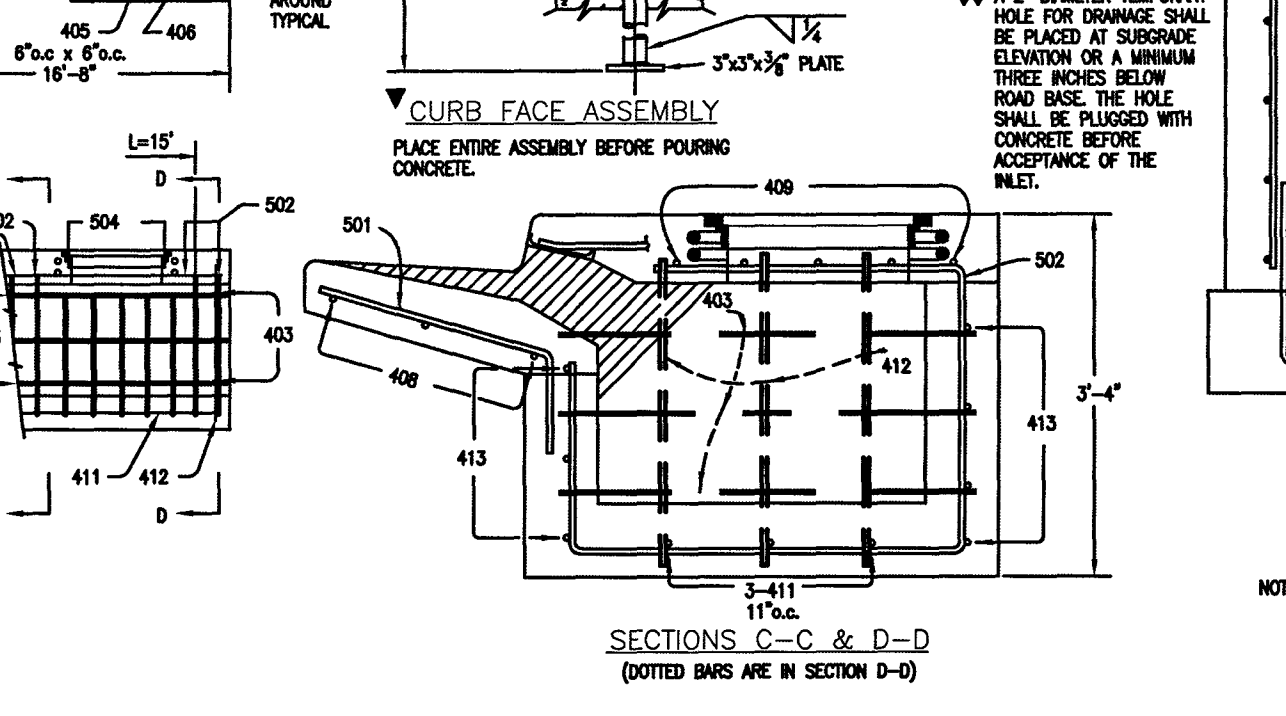 AROUND
TYPICAL
405
406
6"o.c x 6"o.c.
16'-8"
1/4
3"x3"x3/8" PLATE
CURB FACE ASSEMBLY
PLACE ENTIRE ASSEMBLY BEFORE POURING
CONCRETE.
HOLE FOR DRAINAGE SHALL
BE PLACED AT SUBGRADE
ELEVATION OR A MINIMUM
THREE INCHES BELOW
ROAD BASE. THE HOLE
SHALL BE PLUGGED WITH
CONCRETE BEFORE
ACCEPTANCE OF THE
INLET.
L=15'
D
504
502
403
411
412
D
501
409
502
403
412
408
413
413
3'-4"
3-411
11"o.c.
SECTIONS C-C & D-D
(DOTTED BARS ARE IN SECTION D-D)